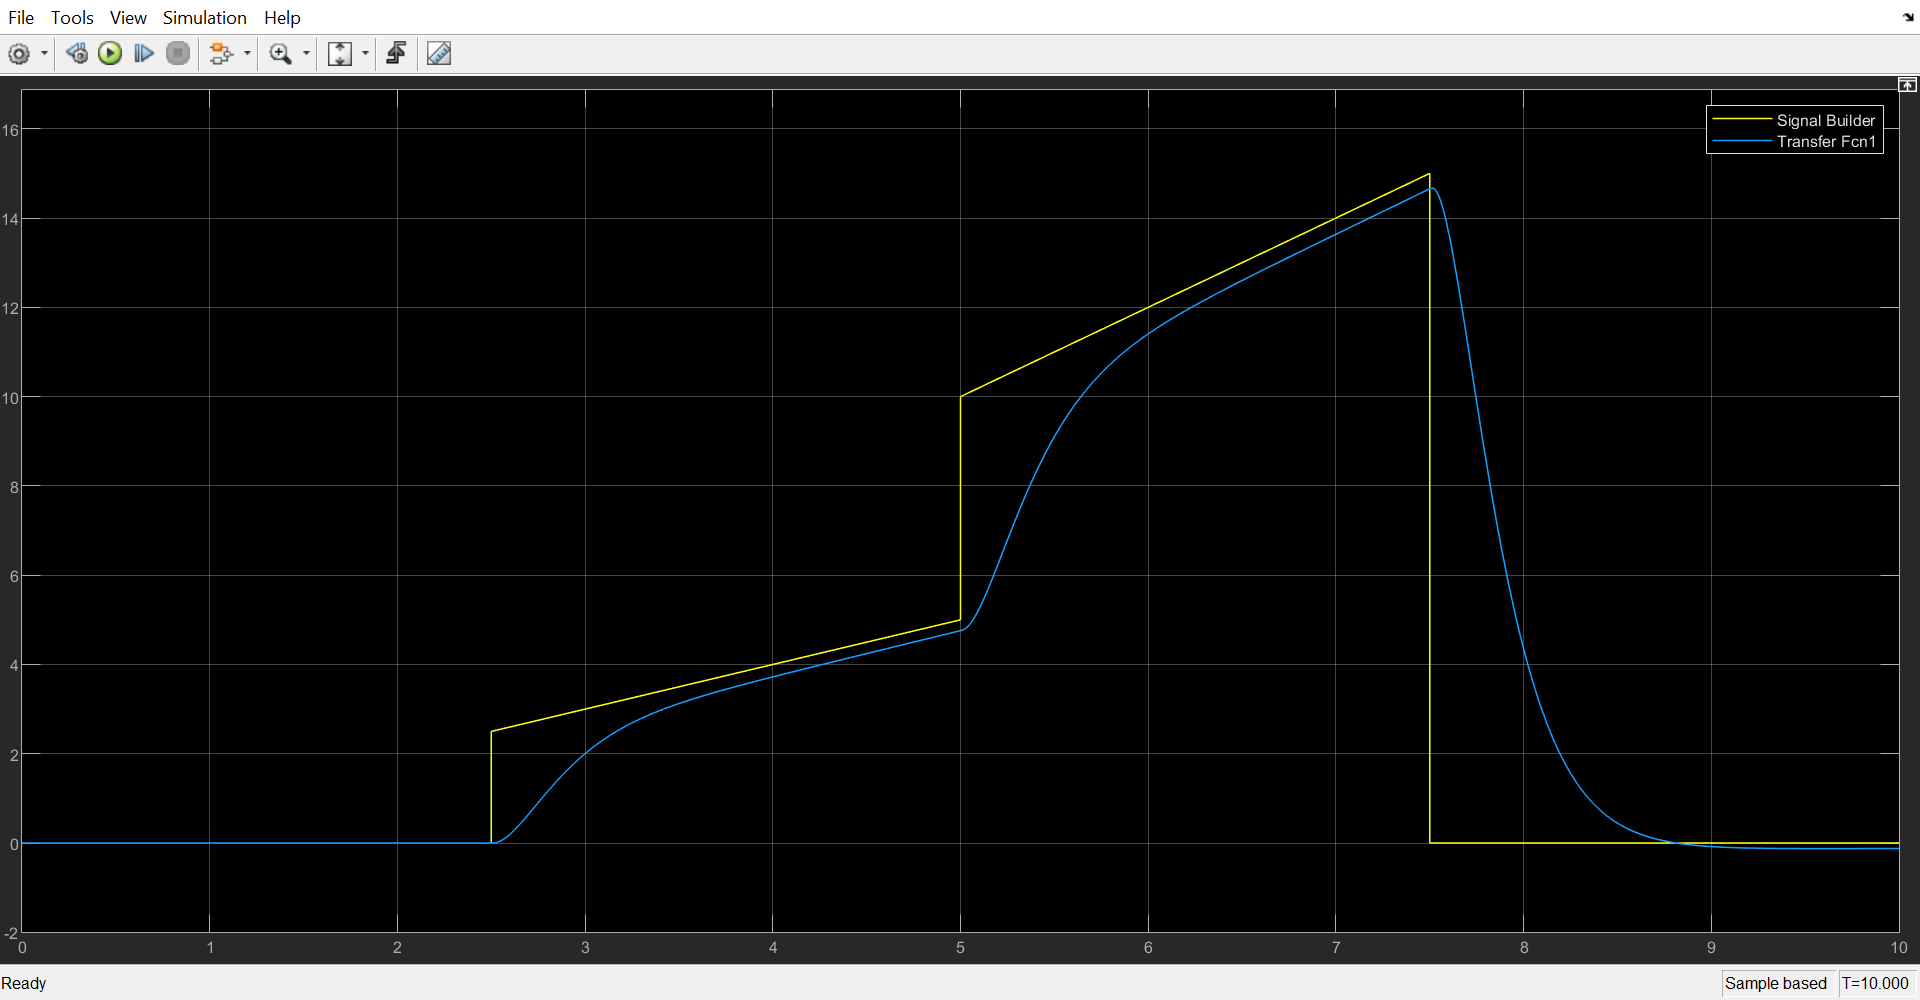 File Tools View Simulation Help
Signal Builder
Transfer Fcn1
16
14
12
10
8
6
4
2
0
-2
0 1 2 3 4 5 6 7 8 9 10
Ready
Sample based T=10.000